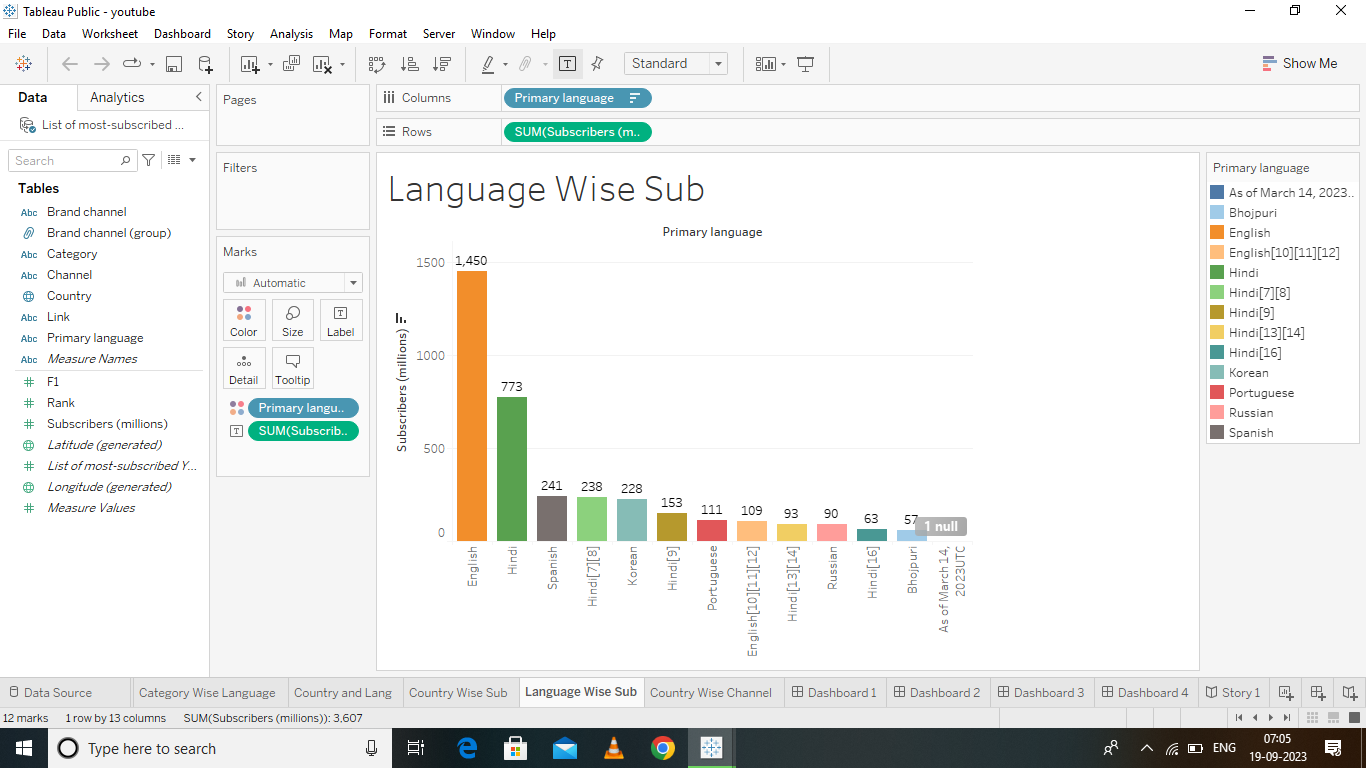 Tableau Public - youtube
File Data Worksheet Dashboard Story Analysis Map Format Server Window Help
Standard
Show Me
Data Analytics
List of most-subscribed ...
Search
Tables
Abc Brand channel
Brand channel (group)
Abc Category
Abc Channel
Country
Abc Link
Abc Primary language
Abc Measure Names
F1
Rank
Subscribers (millions)
Latitude (generated)
List of most-subscribed Y...
Longitude (generated)
Measure Values
Pages
Filters
Marks
Automatic
Color Size Label
Detail Tooltip
Primary langu..
SUM(Subscrib..
Columns Primary language
Rows SUM(Subscribers (m..
Language Wise Sub
Primary language
Subscribers (millions)
1500
1000
500
0
1,450
773
241
238
228
153
111
109
93
90
63
57
1 null
English
Hindi
Spanish
Hindi[7][8]
Korean
Hindi[9]
Portuguese
English[10][11][12]
Hindi[13][14]
Russian
Hindi[16]
Bhojpuri
As of March 14,
2023UTC
Primary language
As of March 14, 2023..
Bhojpuri
English
English[10][11][12]
Hindi
Hindi[7][8]
Hindi[9]
Hindi[13][14]
Hindi[16]
Korean
Portuguese
Russian
Spanish
Data Source Category Wise Language Country and Lang Country Wise Sub Language Wise Sub Country Wise Channel Dashboard 1 Dashboard 2 Dashboard 3 Dashboard 4 Story 1
12 marks 1 row by 13 columns SUM(Subscribers (millions)): 3,607
Type here to search
ENG
07:05
19-09-2023